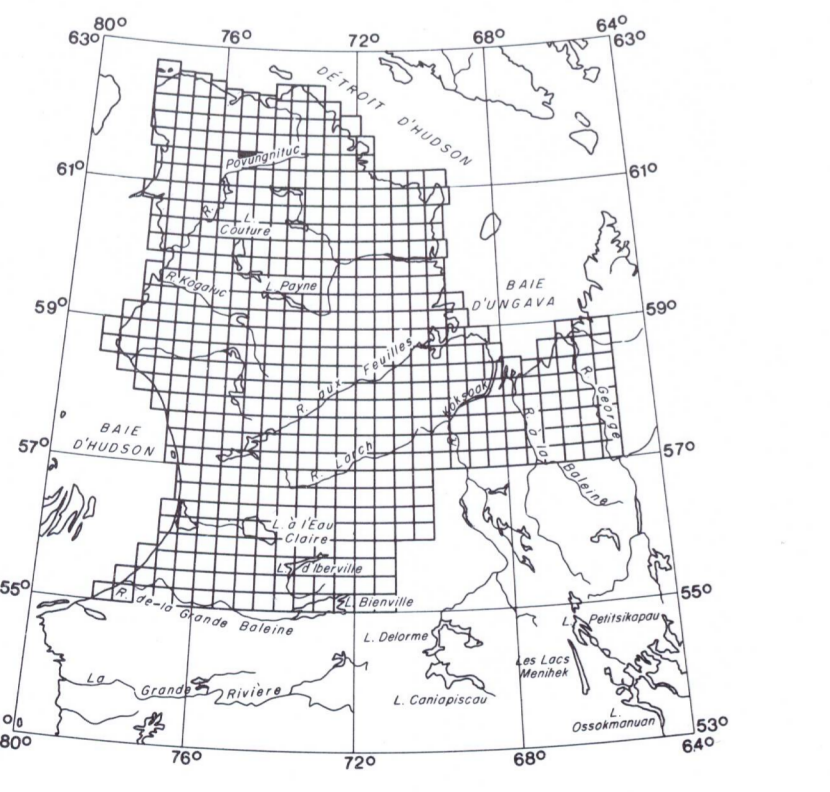 80°
76°
72°
68°
64°
63°
63°
DÉTROIT D'HUDSON
Povungnituc
R.
61°
61°
L.
Couture
R. Kogaluc
L. Payne
BAIE
D'UNGAVA
59°
59°
R. aux Feuilles
Koksoak
R. George
R. à la Baleine
BAIE
D'HUDSON
57°
57°
R. Larch
L. à l'Eau
Claire
L. d'Iberville
55°
55°
R. de-la Grande Baleine
L. Bienville
L. Petitsikapau
L. Delorme
Les Lacs
Menihek
La Grande Rivière
L. Caniapiscau
L.
Ossokmanuan
53°
80°
76°
72°
68°
64°